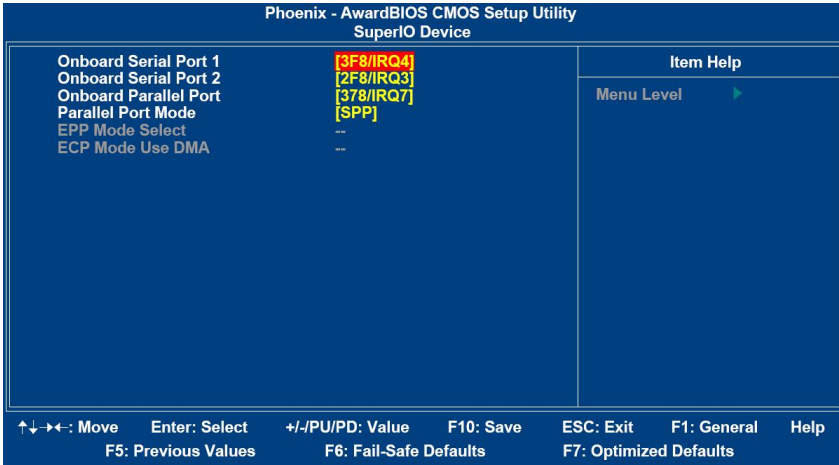 Phoenix - AwardBIOS CMOS Setup Utility
SuperIO Device
Onboard Serial Port 1 [3F8/IRQ4]
Onboard Serial Port 2 [2F8/IRQ3]
Onboard Parallel Port [378/IRQ7]
Parallel Port Mode [SPP]
EPP Mode Select --
ECP Mode Use DMA --
Item Help
Menu Level ▶
↑↓→←: Move Enter: Select +/-/PU/PD: Value F10: Save ESC: Exit F1: General Help
F5: Previous Values F6: Fail-Safe Defaults F7: Optimized Defaults